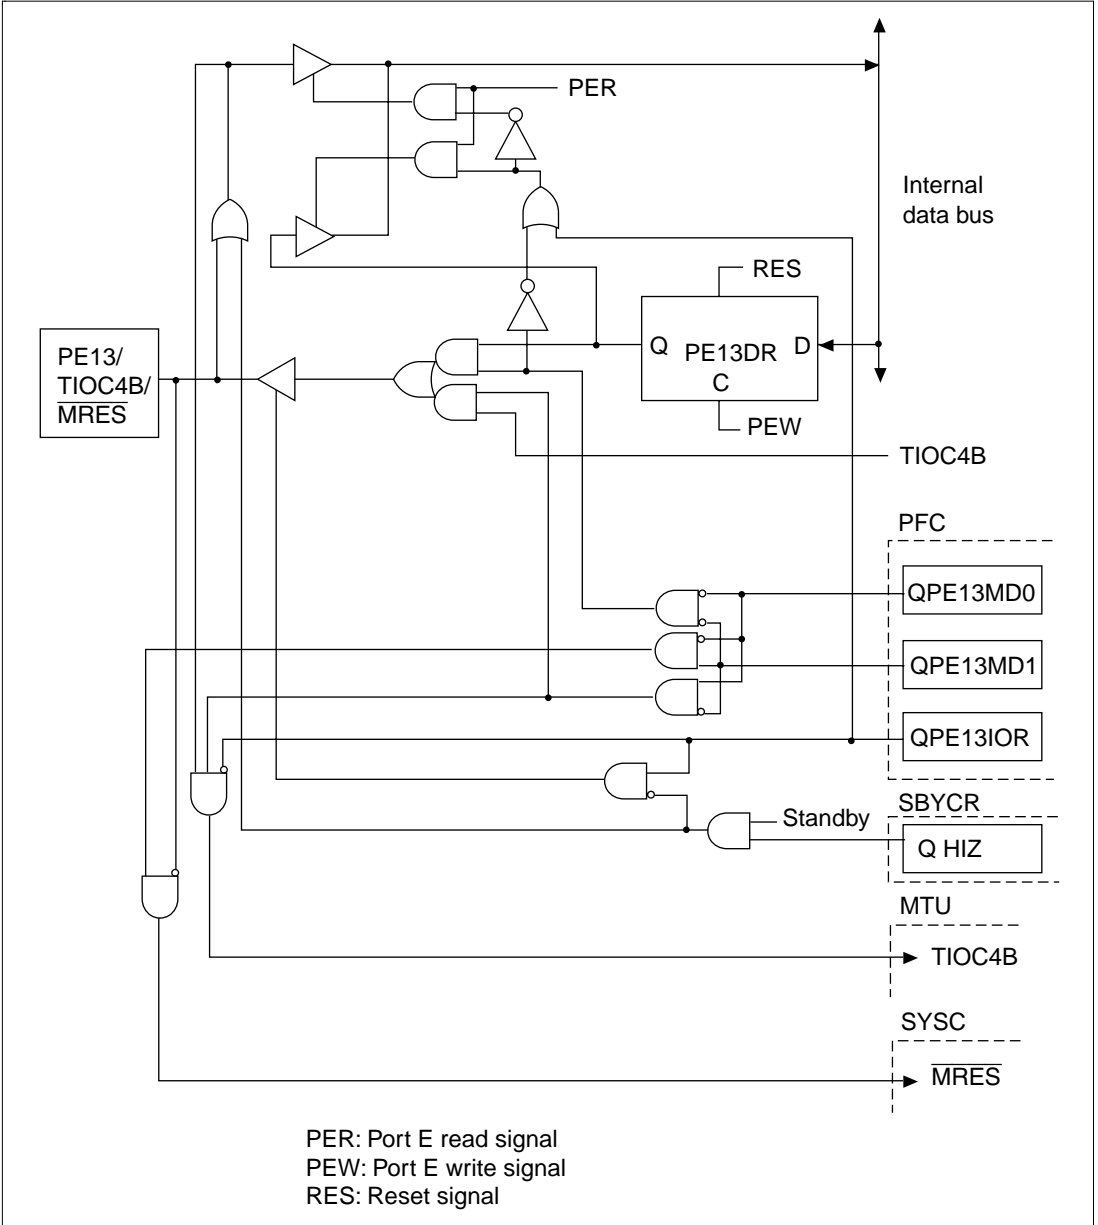 PER
Internal
data bus
RES
Q PE13DR D
C
PE13/
TIOC4B/
MRES
PEW
TIOC4B
PFC
QPE13MD0
QPE13MD1
QPE13IOR
SBYCR
Standby
Q HIZ
MTU
TIOC4B
SYSC
MRES
PER: Port E read signal
PEW: Port E write signal
RES: Reset signal